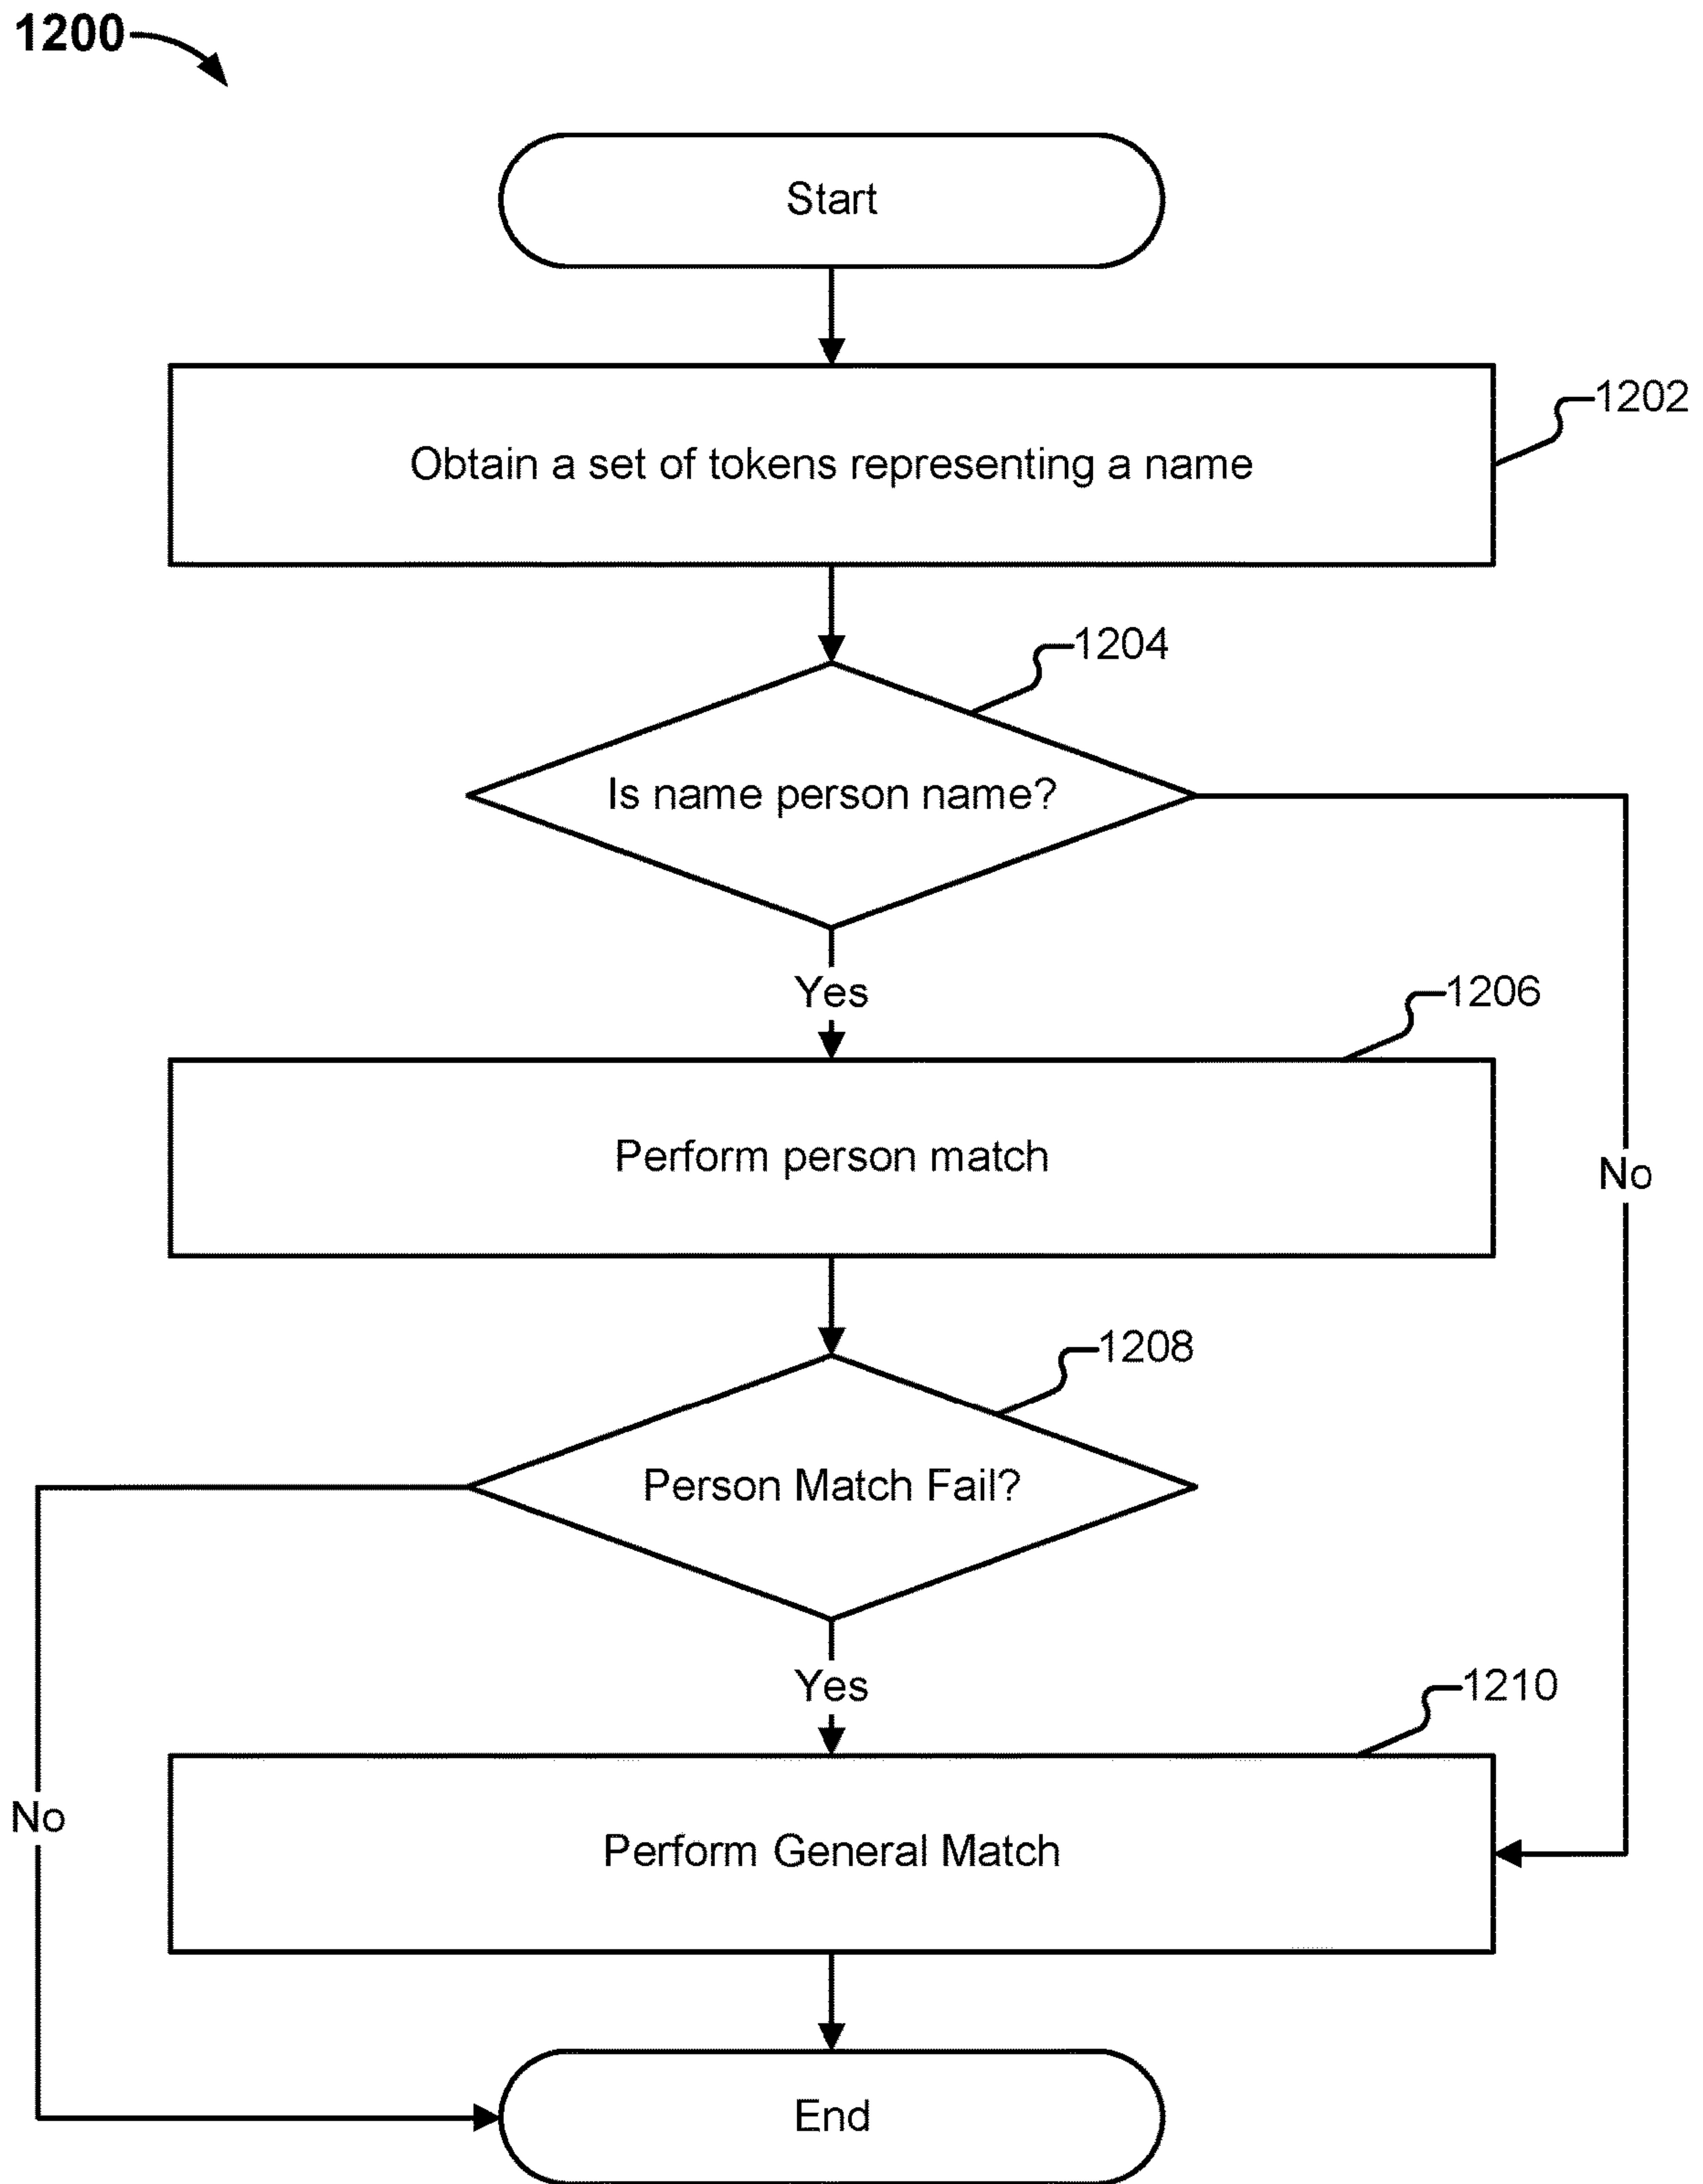 1200
Start
1202
Obtain a set of tokens representing a name
1204
Is name person name?
Yes
1206
Perform person match
No
1208
Person Match Fail?
Yes
1210
No
Perform General Match
End